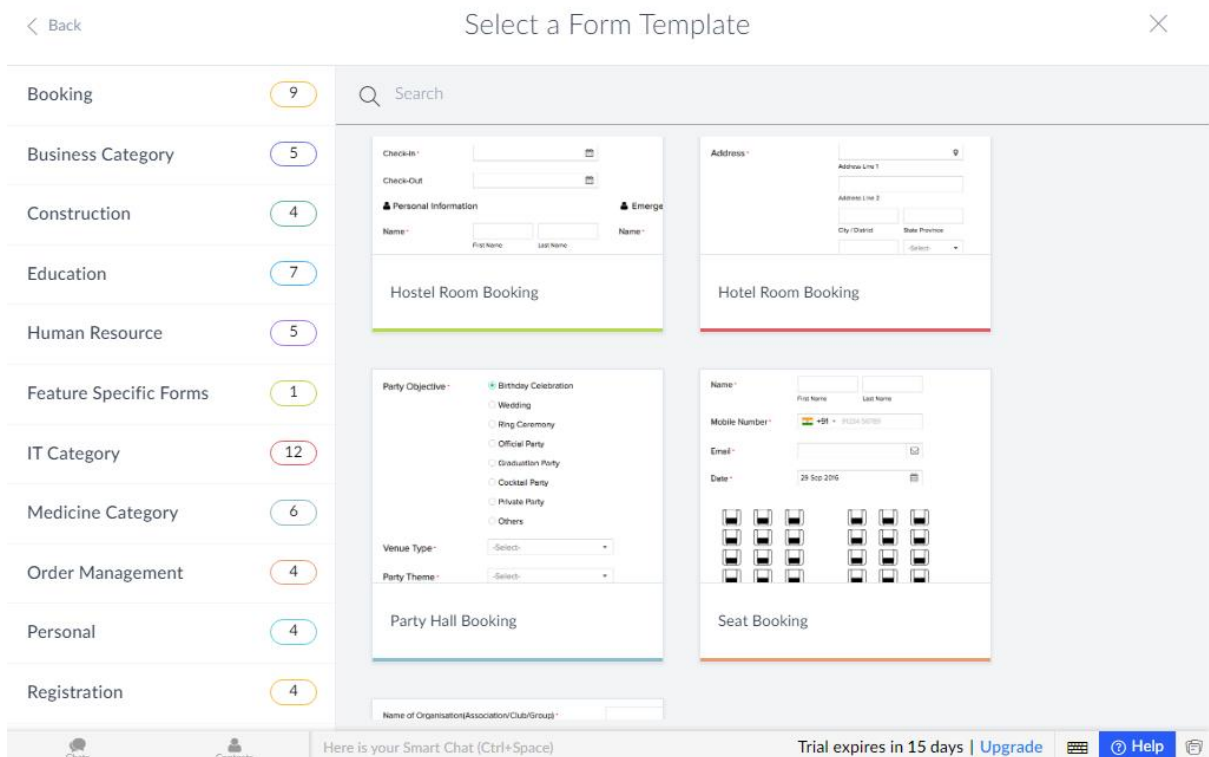 Back
Select a Form Template
Booking 9
Business Category 5
Construction 4
Education 7
Human Resource 5
Feature Specific Forms 1
IT Category 12
Medicine Category 6
Order Management 4
Personal 4
Registration 4
Search
Check-In *
Check-Out
Personal Information Emerge
Name * Name *
First Name Last Name
Hostel Room Booking
Address *
Address Line 1
Address Line 2
City / District State Province
-Select-
Hotel Room Booking
Party Objective * Birthday Celebration
Wedding
Ring Ceremony
Official Party
Graduation Party
Cocktail Party
Private Party
Others
Venue Type * -Select-
Party Theme * -Select-
Party Hall Booking
Name *
First Name Last Name
Mobile Number * +91
Email *
Date * 29 Sep 2016
Seat Booking
Name of Organisation(Association/Club/Group) *
Chats
Contacts
Here is your Smart Chat (Ctrl+Space)
Trial expires in 15 days | Upgrade
Help